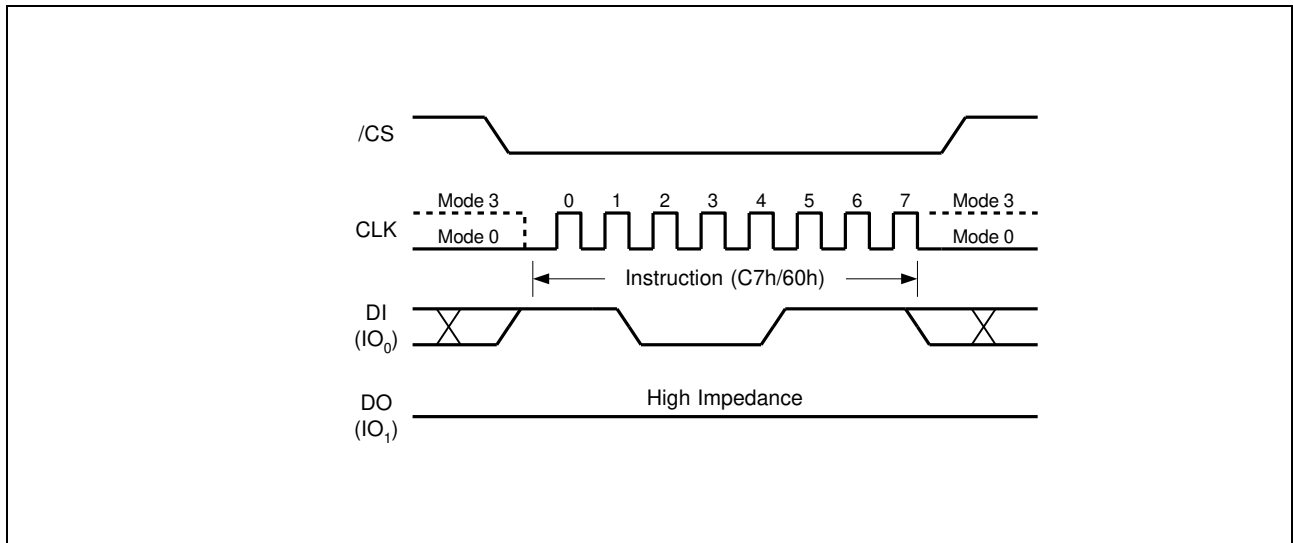 /CS
Mode 3 0 1 2 3 4 5 6 7 Mode 3
CLK
Mode 0 Mode 0
Instruction (C7h/60h)
DI
(IO₀)
High Impedance
DO
(IO₁)